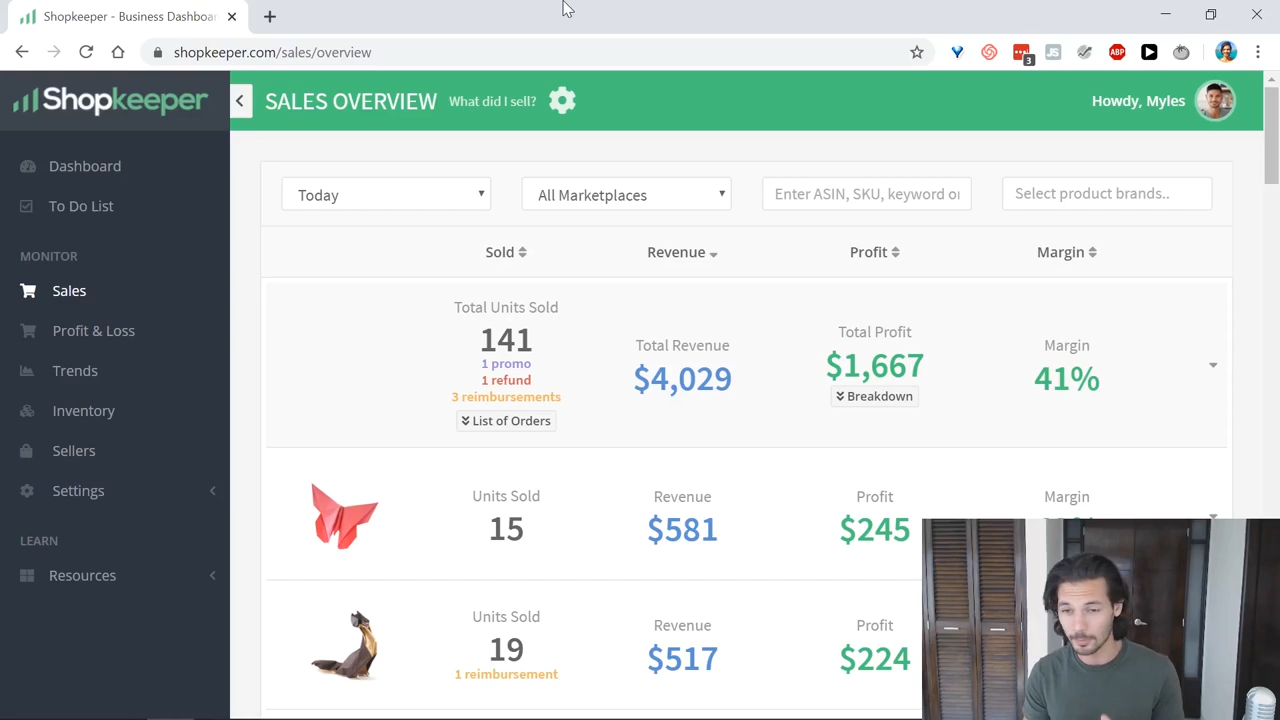 Shopkeeper - Business Dashboar
shopkeeper.com/sales/overview
3
JS
ABP
Shopkeeper
SALES OVERVIEW What did I sell?
Howdy, Myles
Dashboard
To Do List
MONITOR
Sales
Profit & Loss
Trends
Inventory
Sellers
Settings
LEARN
Resources
Today
All Marketplaces
Enter ASIN, SKU, keyword or
Select product brands..
Sold Revenue Profit Margin
Total Units Sold
141
1 promo
1 refund
3 reimbursements
List of Orders
Total Revenue
$4,029
Total Profit
$1,667
Breakdown
Margin
41%
Units Sold
15
Revenue
$581
Profit
$245
Margin
Units Sold
19
1 reimbursement
Revenue
$517
Profit
$224